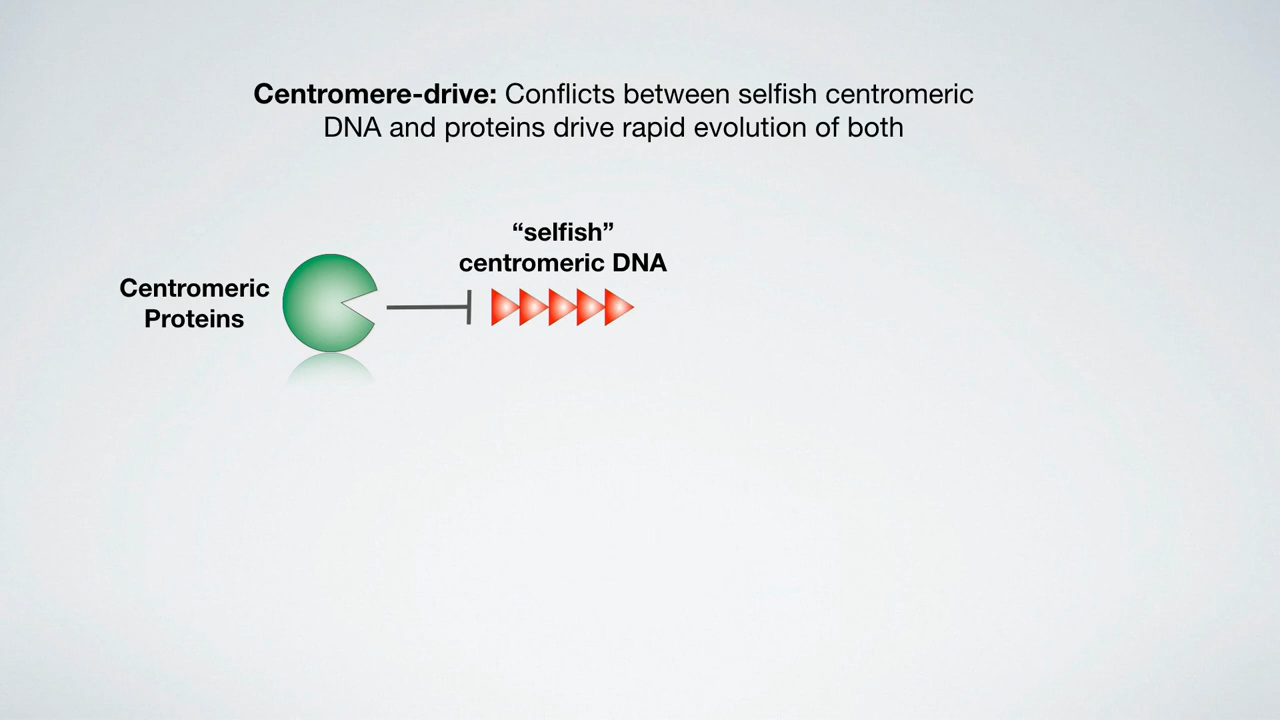 Centromere-drive: Conflicts between selfish centromeric
DNA and proteins drive rapid evolution of both
“selfish”
centromeric DNA
Centromeric
Proteins